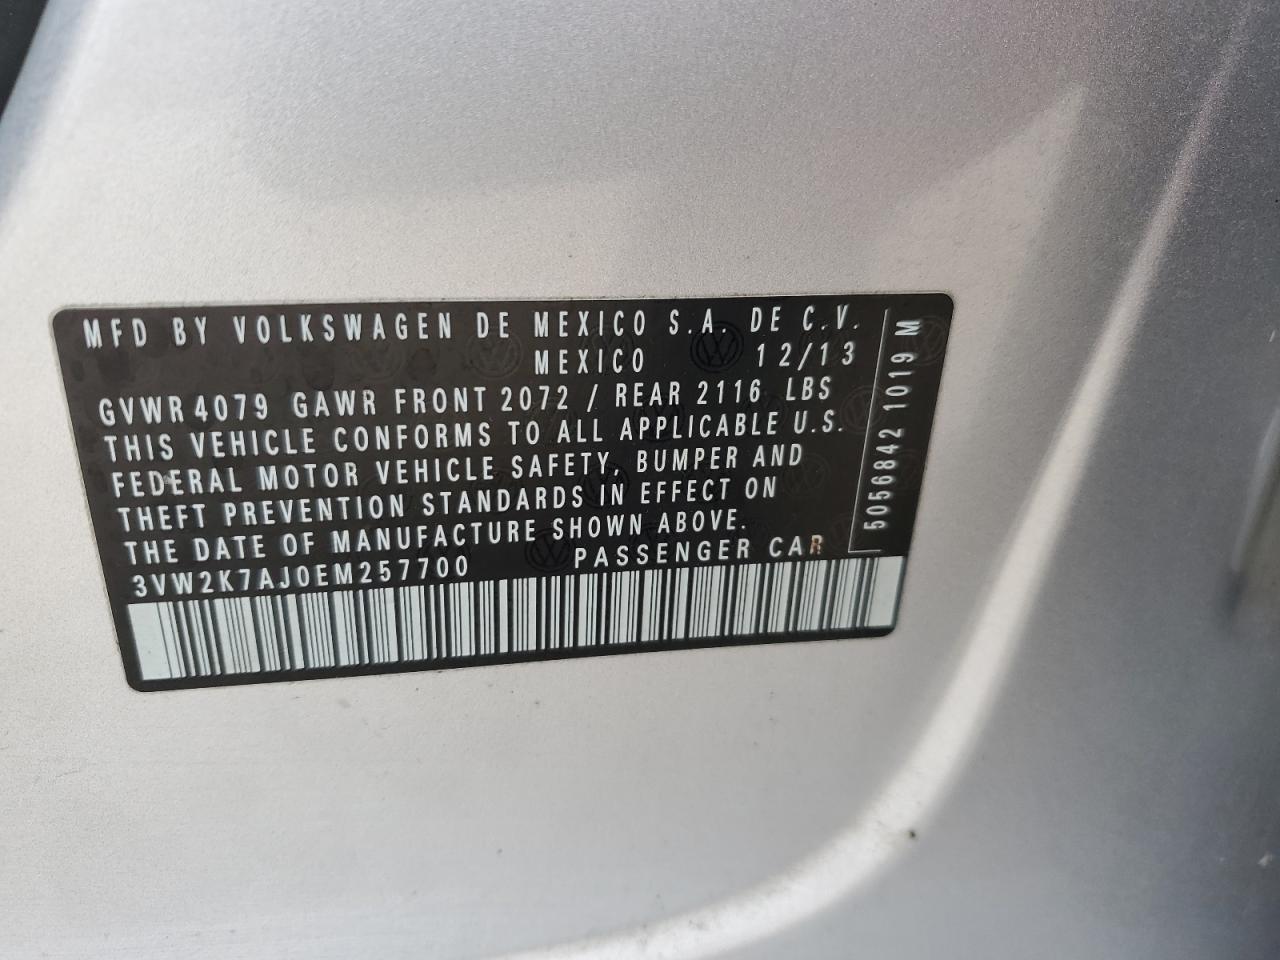 MFD BY VOLKSWAGEN DE MEXICO S.A. DE C.V.
MEXICO 12/13
GVWR 4079 GAWR FRONT 2072 / REAR 2116 LBS
THIS VEHICLE CONFORMS TO ALL APPLICABLE U.S.
FEDERAL MOTOR VEHICLE SAFETY, BUMPER AND
THEFT PREVENTION STANDARDS IN EFFECT ON
THE DATE OF MANUFACTURE SHOWN ABOVE.
3VW2K7AJ0EM257700 PASSENGER CAR
5056842 1019 M